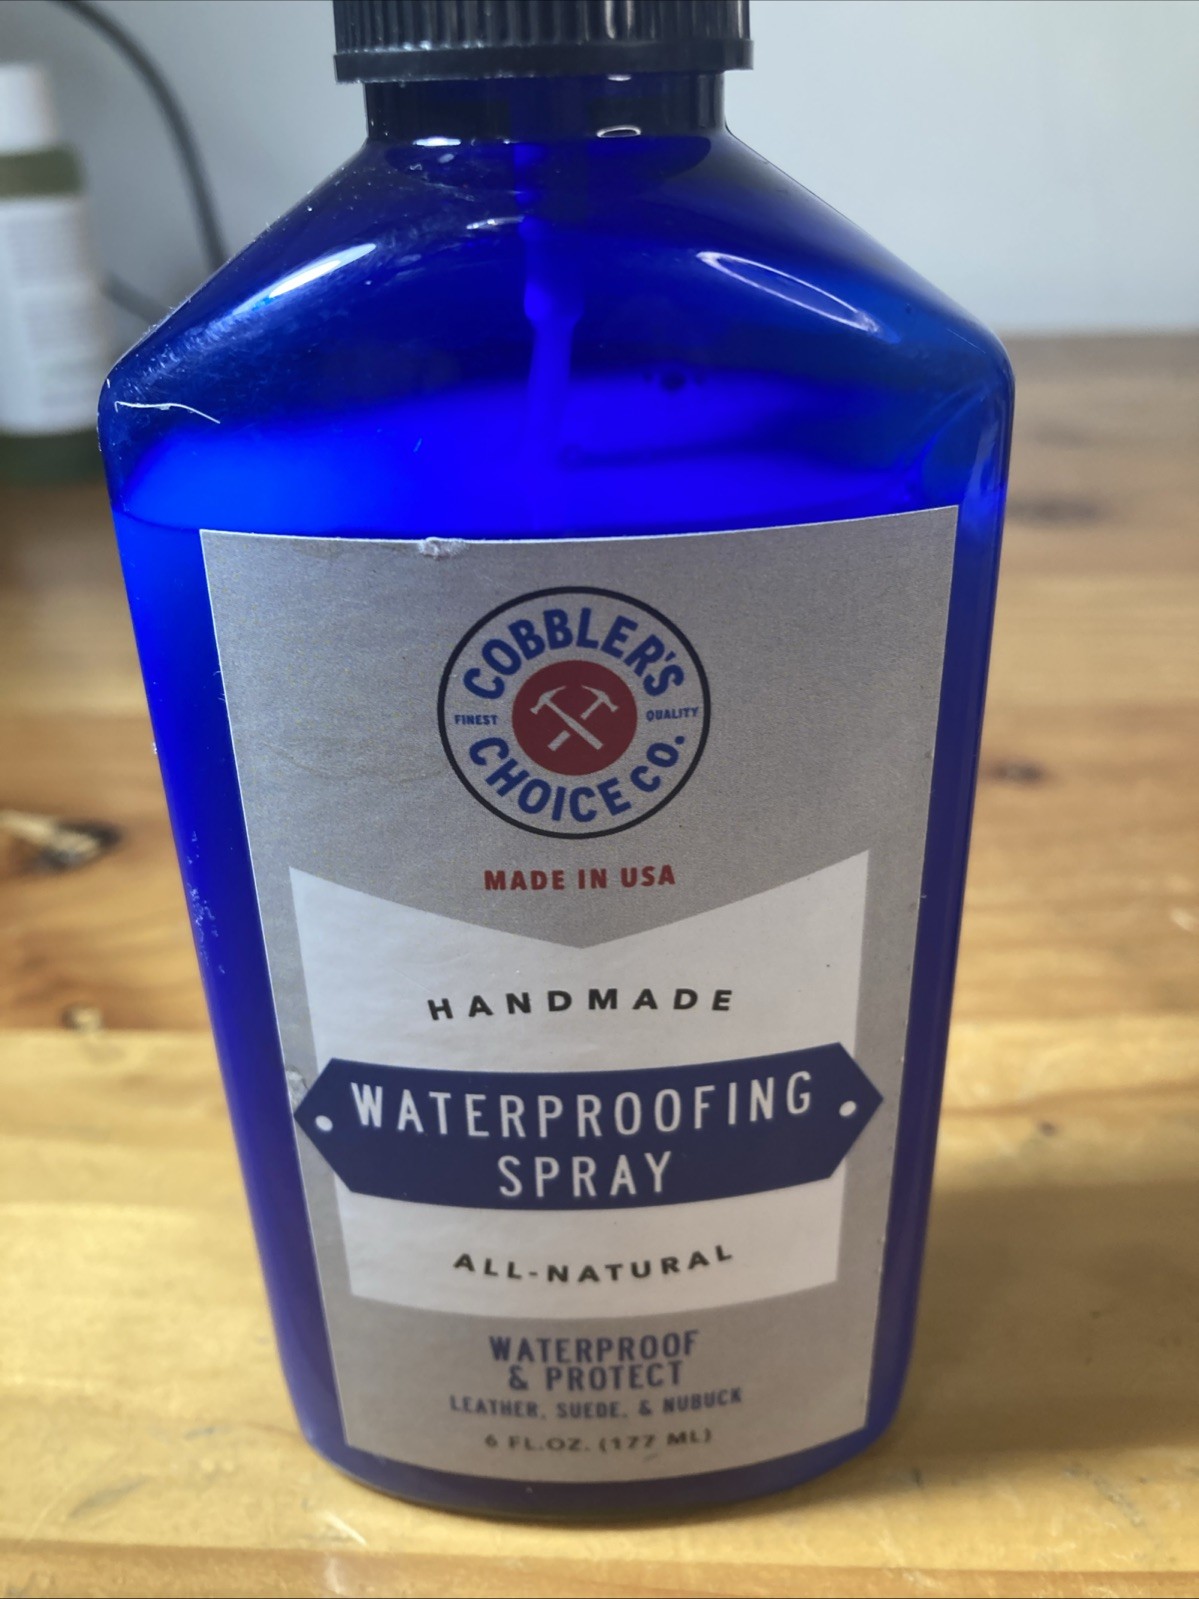 COBBLER'S
FINEST QUALITY
CHOICE CO.
MADE IN USA
HANDMADE
WATERPROOFING
SPRAY
ALL-NATURAL
WATERPROOF
& PROTECT
LEATHER, SUEDE, & NUBUCK
6 FL.OZ. (177 ML)